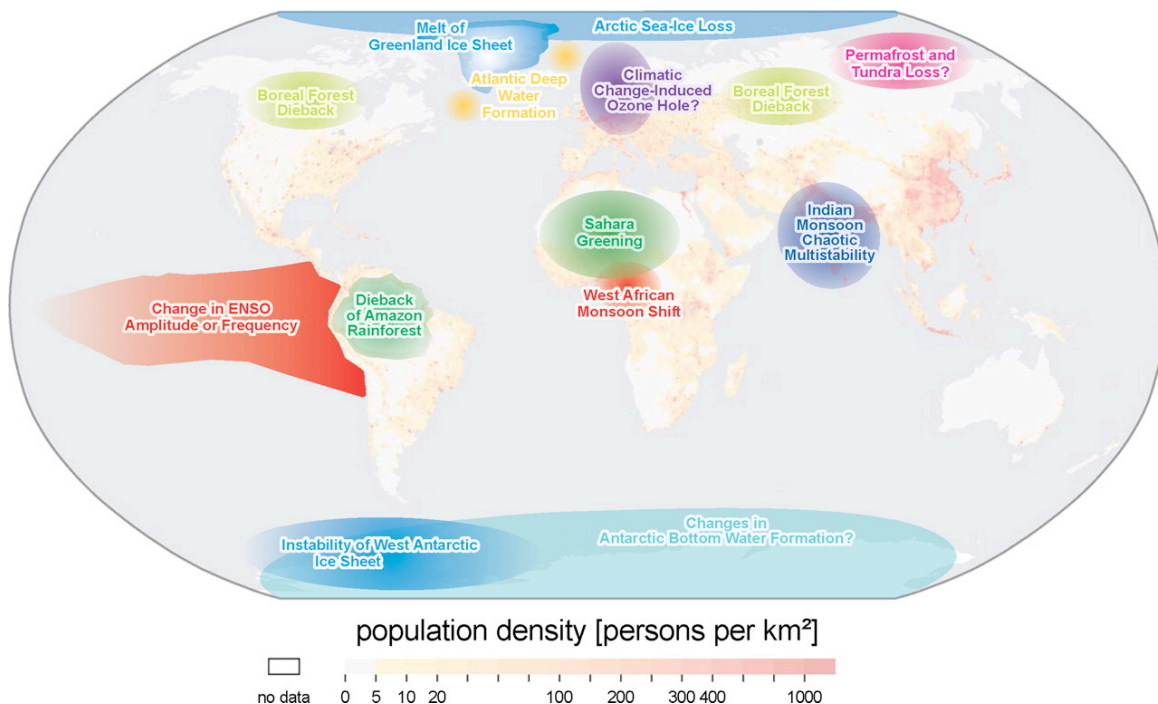 Melt of
Greenland Ice Sheet
Arctic Sea-Ice Loss
Permafrost and
Tundra Loss?
Boreal Forest
Dieback
Atlantic Deep
Water
Formation
Climatic
Change-Induced
Ozone Hole?
Boreal Forest
Dieback
Sahara
Greening
Indian
Monsoon
Chaotic
Multistability
West African
Monsoon Shift
Change in ENSO
Amplitude or Frequency
Dieback
of Amazon
Rainforest
Instability of West Antarctic
Ice Sheet
Changes in
Antarctic Bottom Water Formation?
population density [persons per km²]
no data
0 5 10 20 100 200 300 400 1000